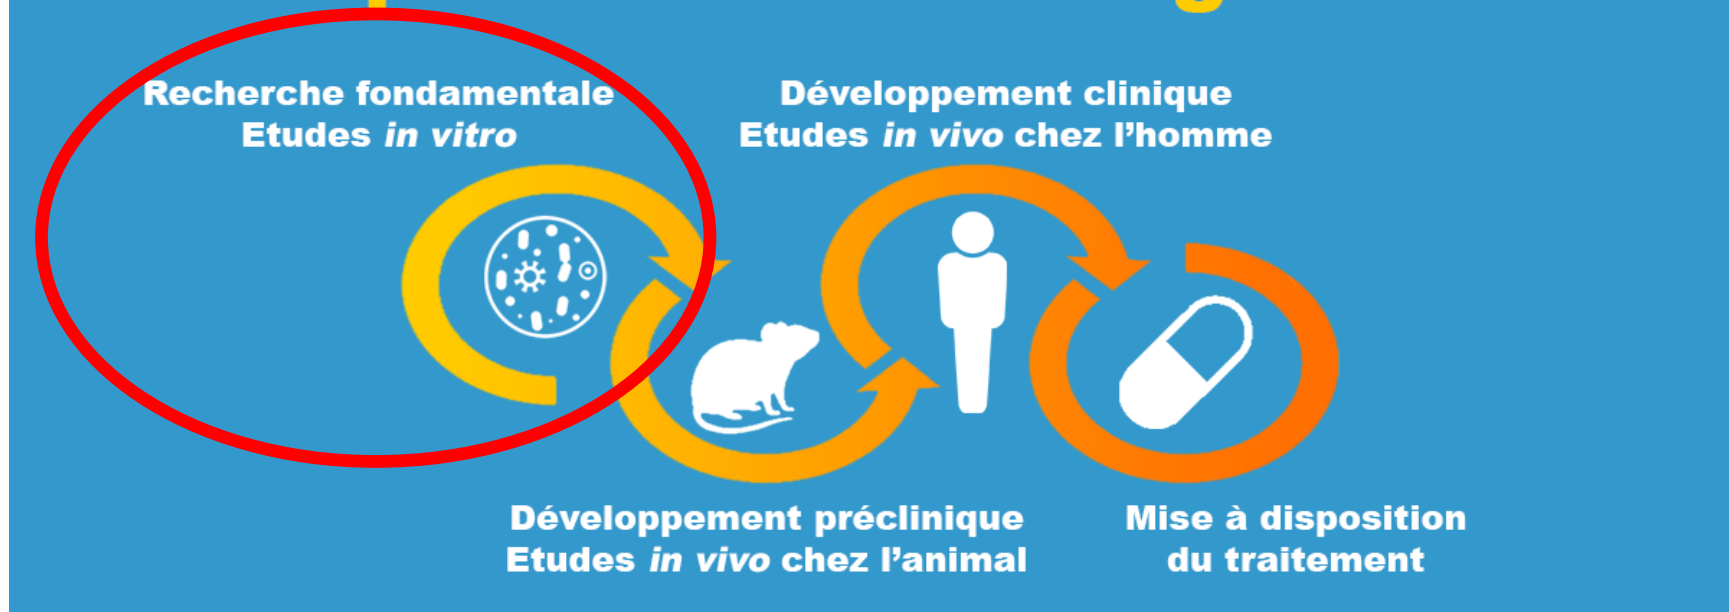 Recherche fondamentale
Etudes in vitro
Développement clinique
Etudes in vivo chez l'homme
Développement préclinique
Etudes in vivo chez l'animal
Mise à disposition
du traitement